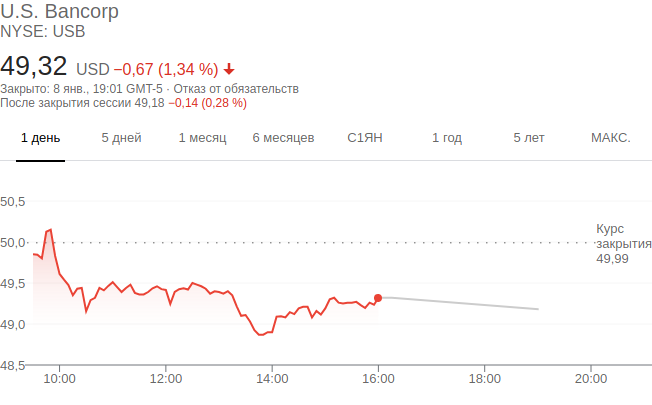 U.S. Bancorp
NYSE: USB
49,32 USD −0,67 (1,34 %)
Закрыто: 8 янв., 19:01 GMT-5 · Отказ от обязательств
После закрытия сессии 49,18 −0,14 (0,28 %)
1 день 5 дней 1 месяц 6 месяцев С1ЯН 1 год 5 лет МАКС.
50,5
50,0
49,5
49,0
48,5
Курс
закрытия
49,99
10:00 12:00 14:00 16:00 18:00 20:00